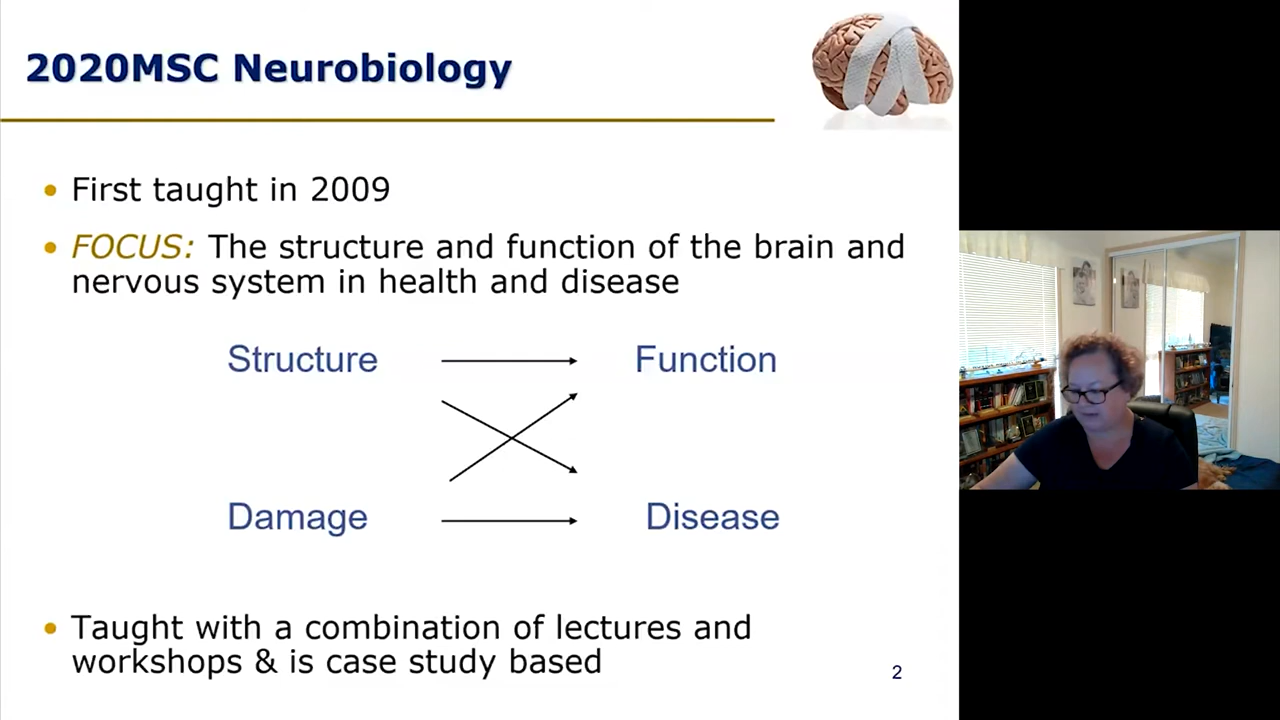 2020MSC Neurobiology
• First taught in 2009
• FOCUS: The structure and function of the brain and
nervous system in health and disease
Structure Function
Damage Disease
• Taught with a combination of lectures and
workshops & is case study based
2